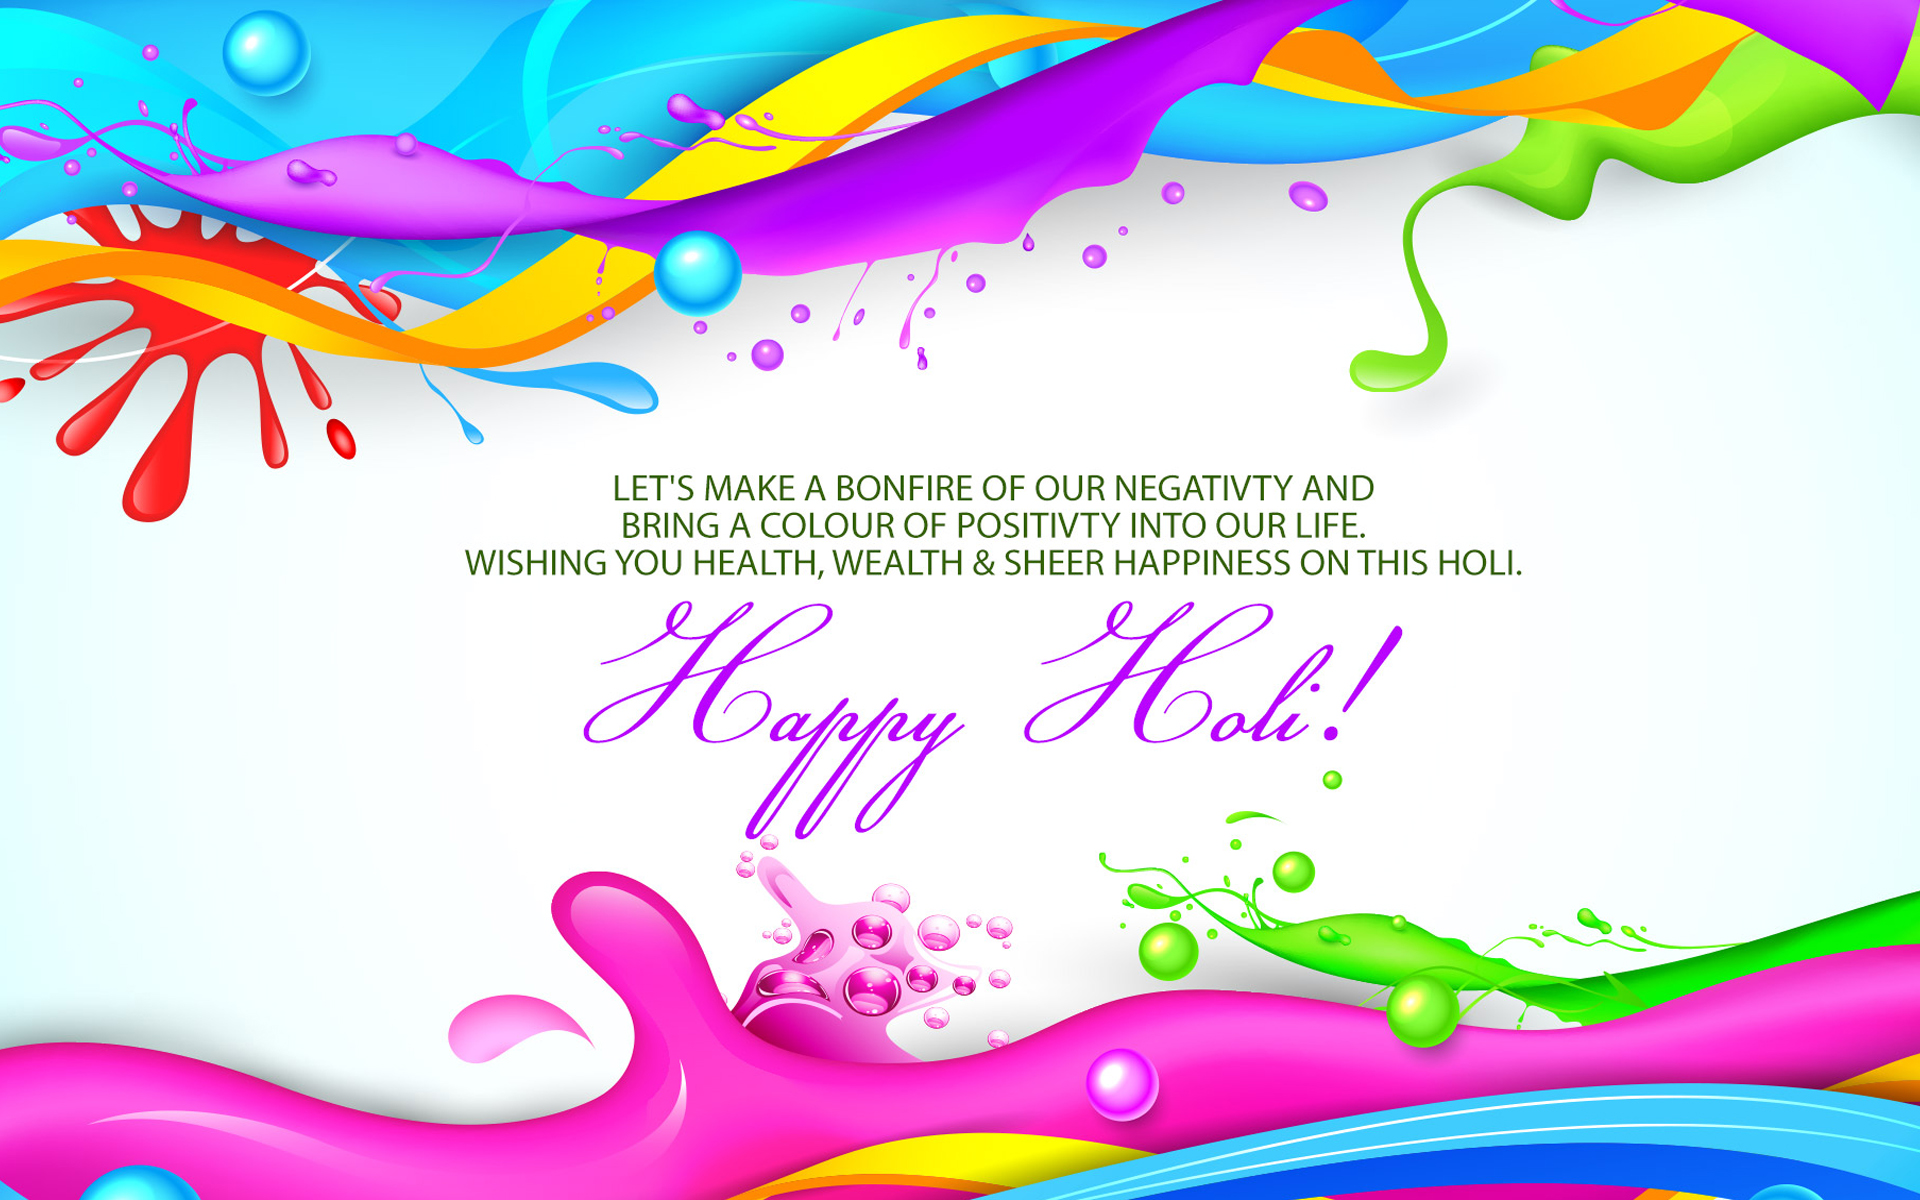 LET'S MAKE A BONFIRE OF OUR NEGATIVTY AND
BRING A COLOUR OF POSITIVTY INTO OUR LIFE.
WISHING YOU HEALTH, WEALTH & SHEER HAPPINESS ON THIS HOLI.
Happy Holi!